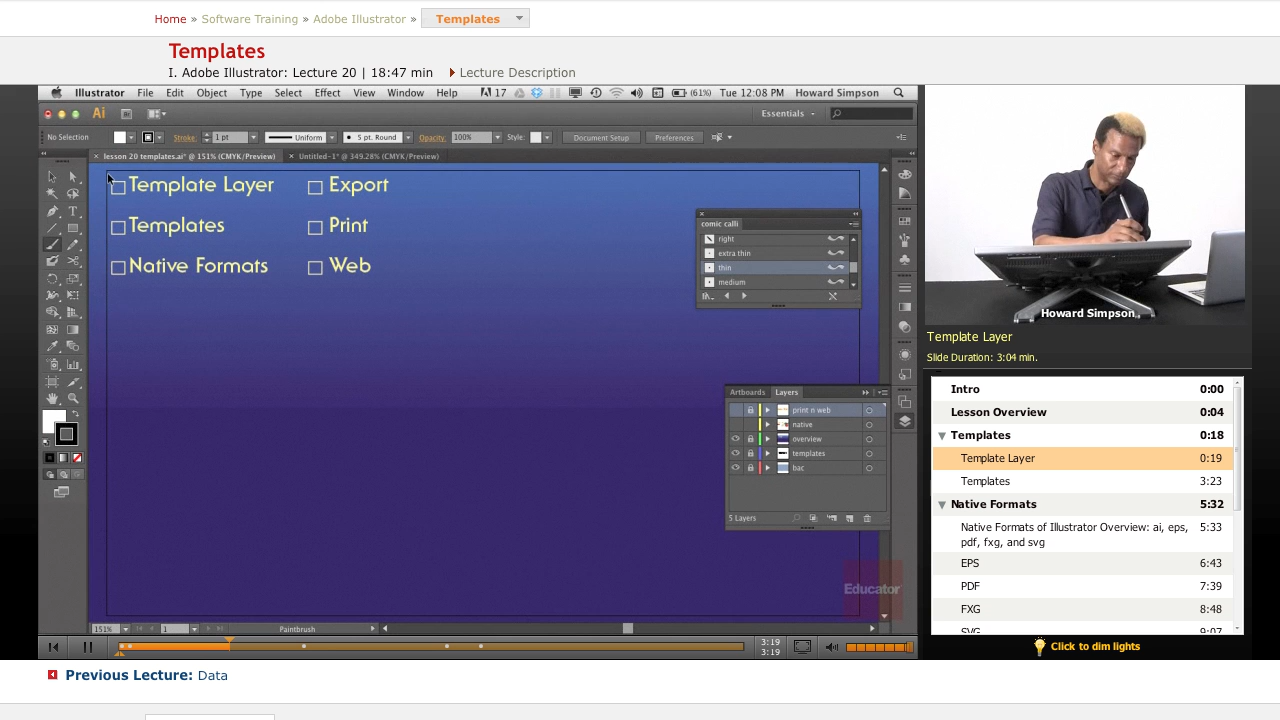 Home » Software Training » Adobe Illustrator » Templates
Templates
I. Adobe Illustrator: Lecture 20 | 18:47 min Lecture Description
Illustrator File Edit Object Type Select Effect View Window Help 17 (61%) Tue 12:08 PM Howard Simpson
Ai Essentials
No Selection Stroke: 1 pt Uniform 5 pt. Round Opacity: 100% Style: Document Setup Preferences
lesson 20 templates.ai* @ 151% (CMYK/Preview) Untitled-1* @ 349.28% (CMYK/Preview)
Template Layer Export
Templates Print
Native Formats Web
comic calli
right
extra thin
thin
medium
Artboards Layers
print n web
native
overview
templates
bac
5 Layers
Educator
151% 1 Paintbrush
3:19
3:19
Howard Simpson
Template Layer
Slide Duration: 3:04 min.
Intro 0:00
Lesson Overview 0:04
Templates 0:18
Template Layer 0:19
Templates 3:23
Native Formats 5:32
Native Formats of Illustrator Overview: ai, eps, 5:33
pdf, fxg, and svg
EPS 6:43
PDF 7:39
FXG 8:48
SVG 9:07
Click to dim lights
Previous Lecture: Data